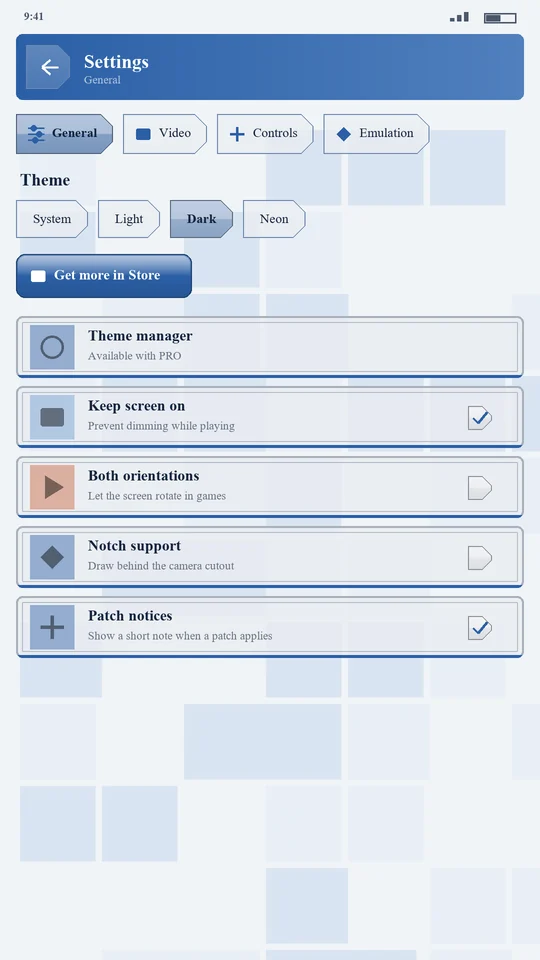 9:41
Settings
General
General
Video
Controls
Emulation
Theme
System
Light
Dark
Neon
Get more in Store
Theme manager
Available with PRO
Keep screen on
Prevent dimming while playing
Both orientations
Let the screen rotate in games
Notch support
Draw behind the camera cutout
Patch notices
Show a short note when a patch applies